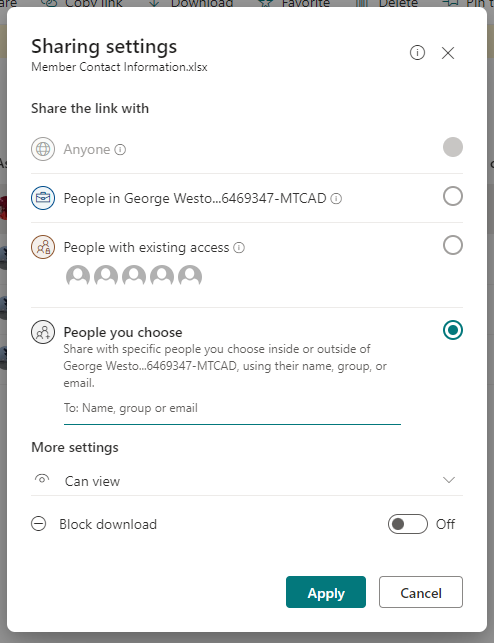 Copy link Download Favorite Delete
Sharing settings
Member Contact Information.xlsx
Share the link with
Anyone
People in George Westo...6469347-MTCAD
People with existing access
People you choose
Share with specific people you choose inside or outside of
George Westo...6469347-MTCAD, using their name, group, or
email.
To: Name, group or email
More settings
Can view
Block download
Off
Apply
Cancel